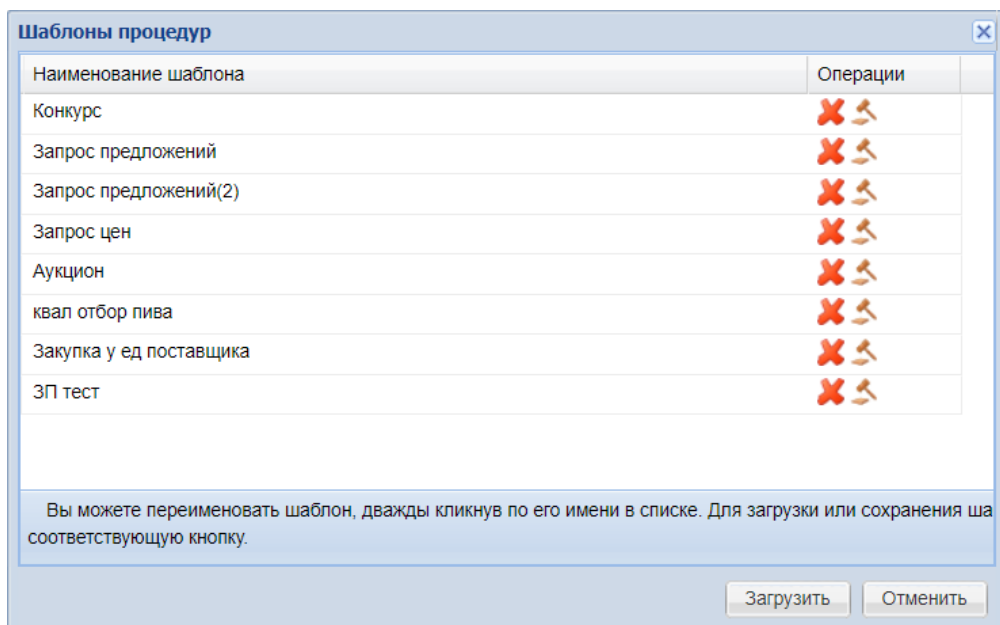 Шаблоны процедур
Наименование шаблона Операции
Конкурс
Запрос предложений
Запрос предложений(2)
Запрос цен
Аукцион
квал отбор пива
Закупка у ед поставщика
ЗП тест
Вы можете переименовать шаблон, дважды кликнув по его имени в списке. Для загрузки или сохранения ша
соответствующую кнопку.
Загрузить Отменить